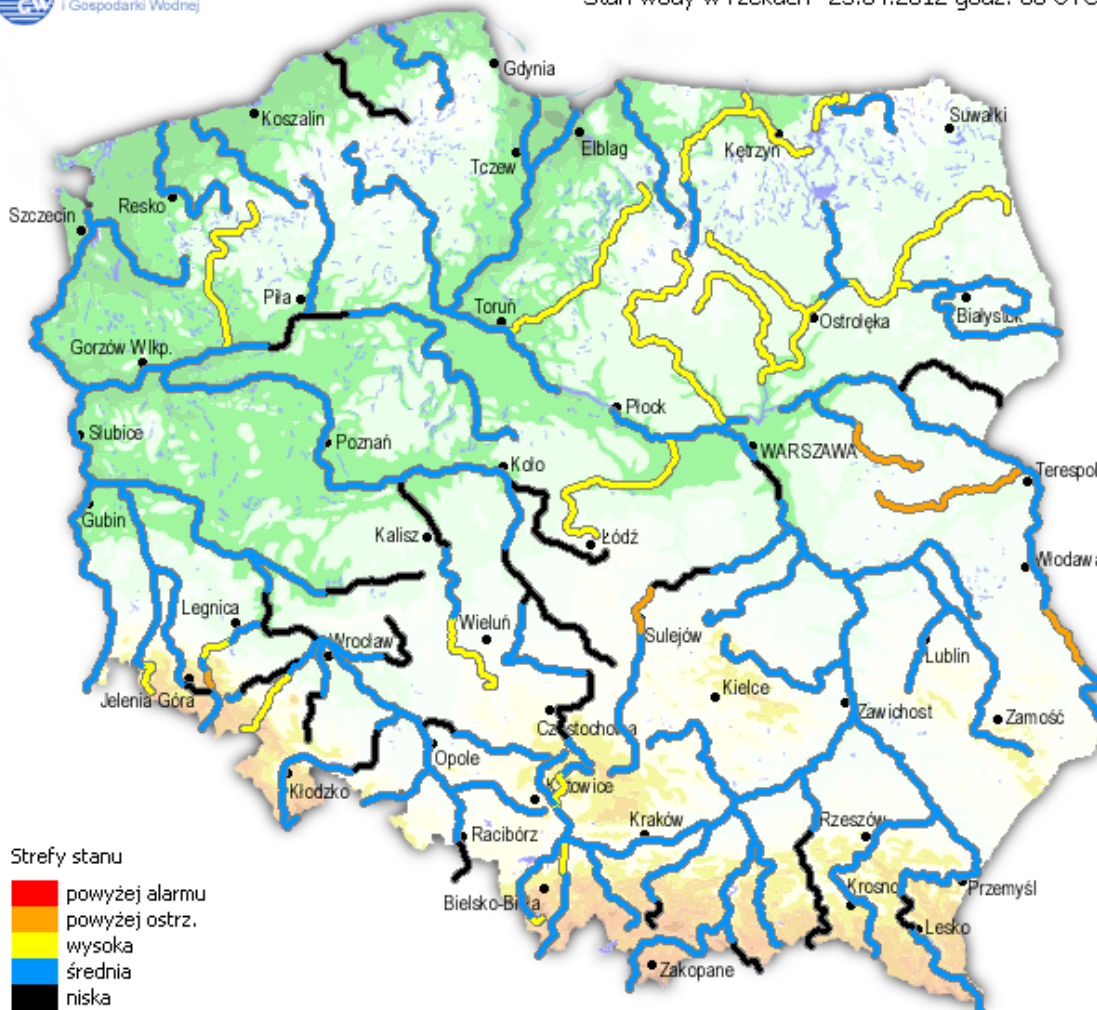 i Gospodarki Wodnej
Gdynia
Koszalin
Suwałki
Elbląg
Kętrzyn
Tczew
Resko
Szczecin
Piła
Toruń
Białystok
Ostrołęka
Gorzów Wlkp.
Płock
Słubice
Poznań
WARSZAWA
Koło
Terespol
Gubin
Kalisz
Łódź
Włodawa
Legnica
Wieluń
Wrocław
Sulejów
Lublin
Jelenia Góra
Kielce
Zawichost
Zamość
Częstochowa
Opole
Kłodzko
Katowice
Kraków
Rzeszów
Racibórz
Strefy stanu
powyżej alarmu
powyżej ostrz.
wysoka
średnia
niska
Bielsko-Biała
Krosno
Przemyśl
Lesko
Zakopane